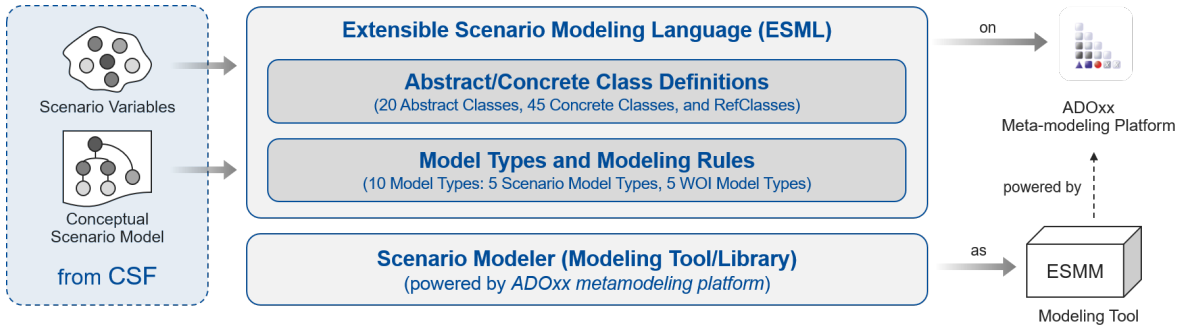 Scenario Variables
Conceptual
Scenario Model
from CSF
Extensible Scenario Modeling Language (ESML)
Abstract/Concrete Class Definitions
(20 Abstract Classes, 45 Concrete Classes, and RefClasses)
Model Types and Modeling Rules
(10 Model Types: 5 Scenario Model Types, 5 WOI Model Types)
Scenario Modeler (Modeling Tool/Library)
(powered by ADOxx metamodeling platform)
on
ADOxx
Meta-modeling Platform
powered by
as
ESMM
Modeling Tool